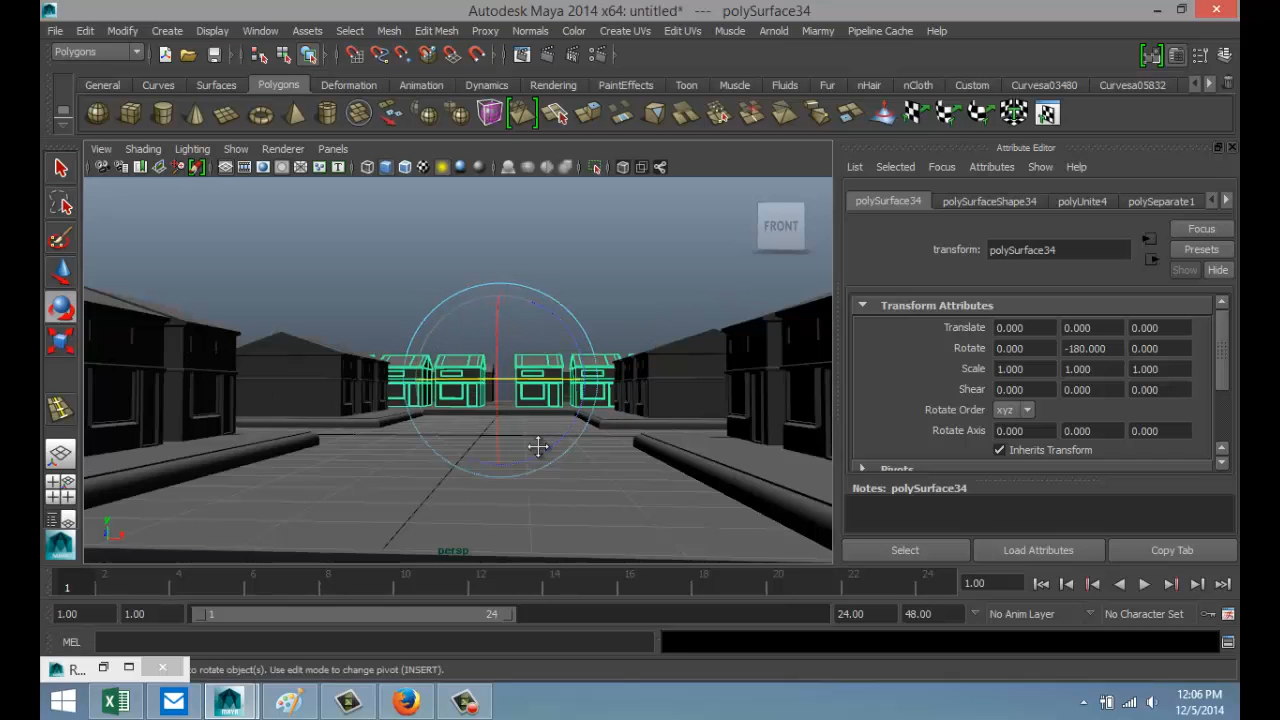 Autodesk Maya 2014 x64: untitled* --- polySurface34
File Edit Modify Create Display Window Assets Select Mesh Edit Mesh Proxy Normals Color Create UVs Edit UVs Muscle Arnold Miarmy Pipeline Cache Help
Polygons
General Curves Surfaces Polygons Deformation Animation Dynamics Rendering PaintEffects Toon Muscle Fluids Fur nHair nCloth Custom Curvesa03480 Curvesa05832
View Shading Lighting Show Renderer Panels
Attribute Editor
List Selected Focus Attributes Show Help
polySurface34 polySurfaceShape34 polyUnite4 polySeparate1
FRONT
Focus
transform: polySurface34
Presets
Show Hide
Transform Attributes
Translate 0.000 0.000 0.000
Rotate 0.000 -180.000 0.000
Scale 1.000 1.000 1.000
Shear 0.000 0.000 0.000
Rotate Order xyz
Rotate Axis 0.000 0.000 0.000
Inherits Transform
Pivots
Notes: polySurface34
y
persp
Select Load Attributes Copy Tab
1 2 4 6 8 10 12 14 16 18 20 22 24 1.00
1.00 1.00 1 24 24.00 48.00 No Anim Layer No Character Set
MEL
R... to rotate object(s). Use edit mode to change pivot (INSERT).
12:06 PM
12/5/2014